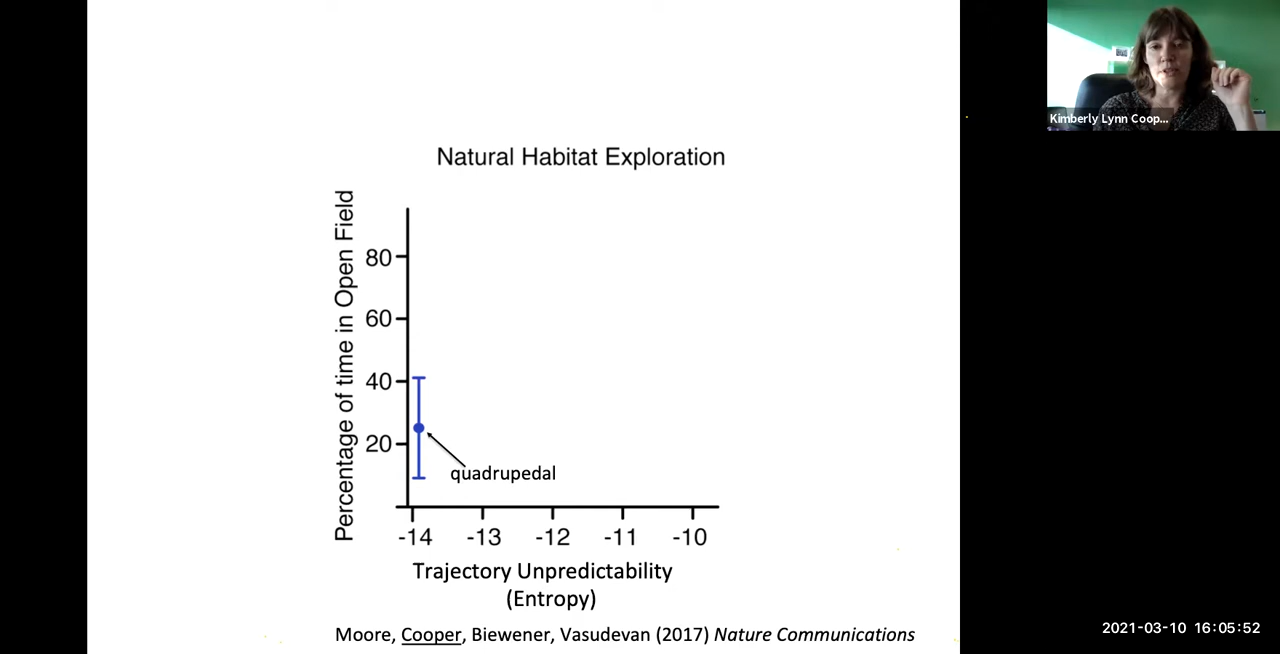 Kimberly Lynn Coop...
Natural Habitat Exploration
Percentage of time in Open Field
80
60
40
20
quadrupedal
-14 -13 -12 -11 -10
Trajectory Unpredictability
(Entropy)
Moore, Cooper, Biewener, Vasudevan (2017) Nature Communications
2021-03-10 16:05:52